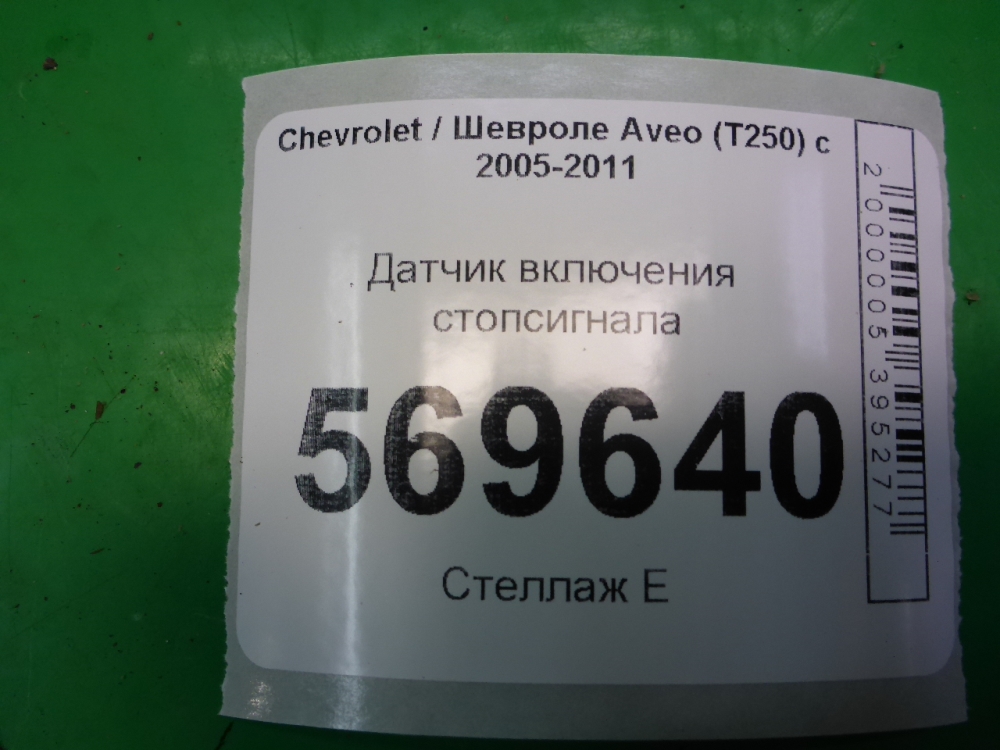 Chevrolet / Шевроле Aveo (T250) с
2005-2011
Датчик включения
стопсигнала
569640
Стеллаж Е
2000005395277